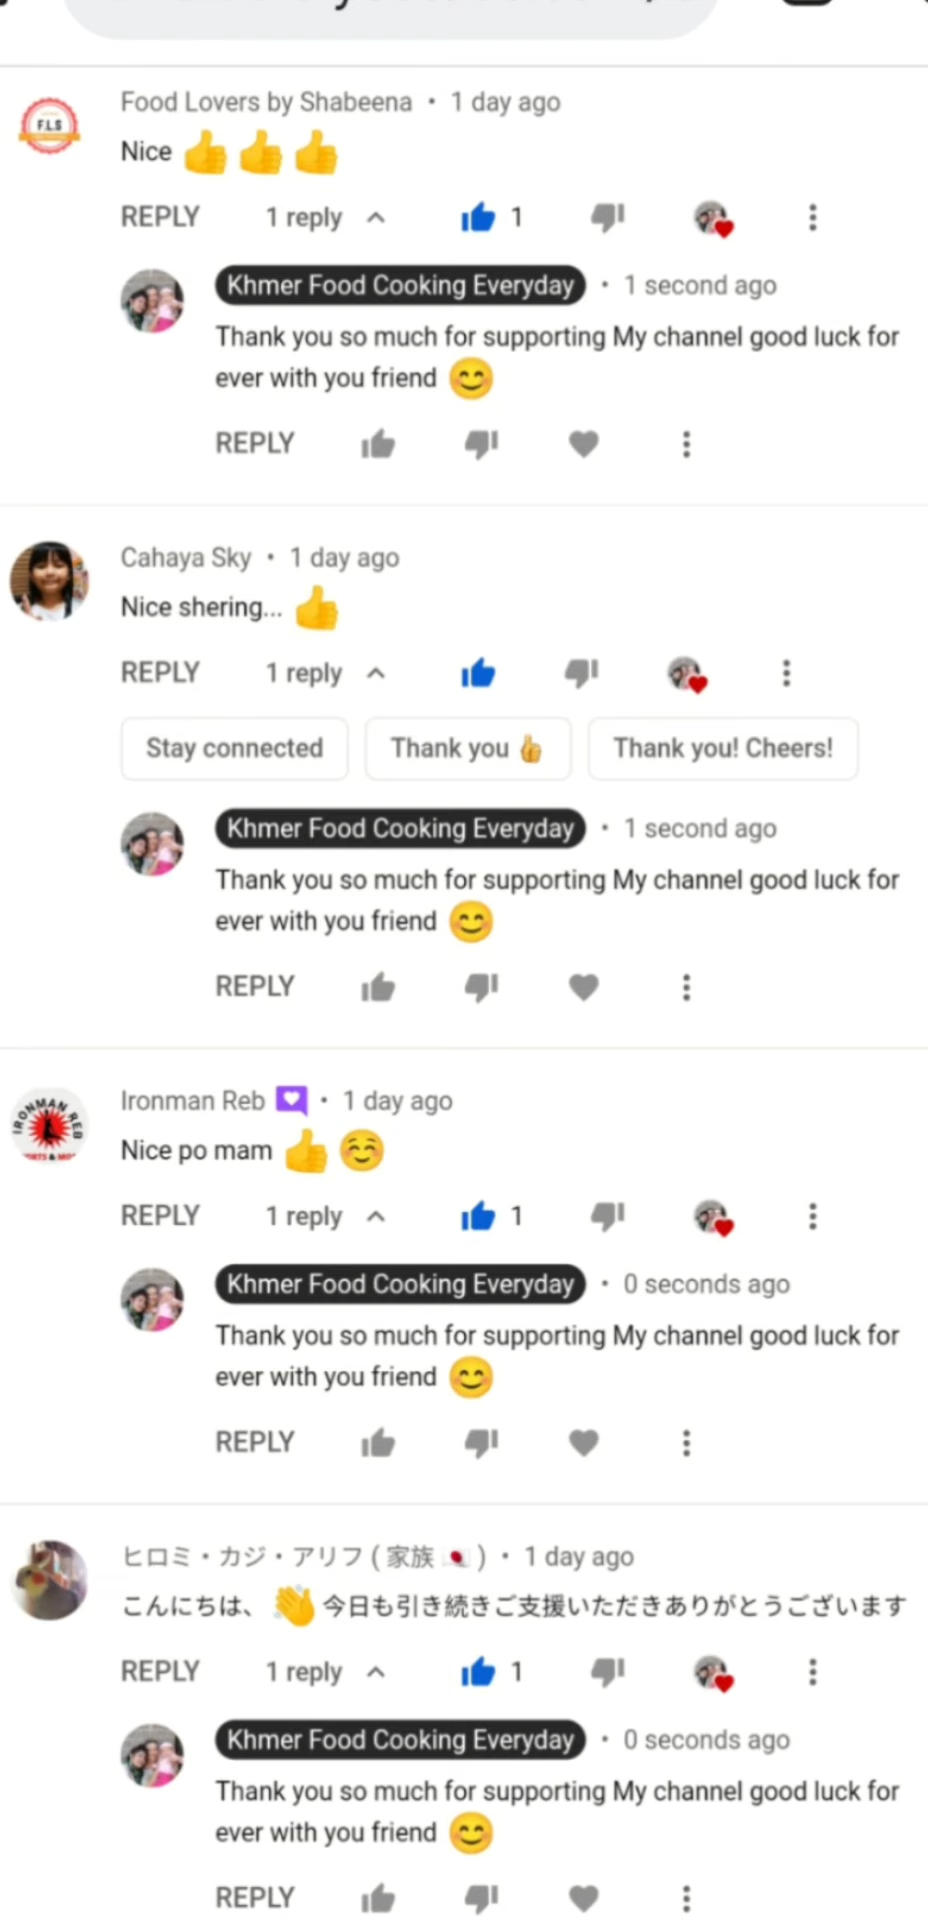 Food Lovers by Shabeena • 1 day ago
F.L.S
Nice 👍👍👍
REPLY 1 reply 1
Khmer Food Cooking Everyday • 1 second ago
Thank you so much for supporting My channel good luck for
ever with you friend 😊
REPLY
Cahaya Sky • 1 day ago
Nice shering... 👍
REPLY 1 reply
Stay connected Thank you 👍 Thank you! Cheers!
Khmer Food Cooking Everyday • 1 second ago
Thank you so much for supporting My channel good luck for
ever with you friend 😊
REPLY
Ironman Reb • 1 day ago
IRONMAN REB
Nice po mam 👍☺️
REPLY 1 reply 1
Khmer Food Cooking Everyday • 0 seconds ago
Thank you so much for supporting My channel good luck for
ever with you friend 😊
REPLY
ヒロミ・カジ・アリフ ( 家族 🇯🇵 ) • 1 day ago
こんにちは、👋 今日も引き続きご支援いただきありがとうございます
REPLY 1 reply 1
Khmer Food Cooking Everyday • 0 seconds ago
Thank you so much for supporting My channel good luck for
ever with you friend 😊
REPLY